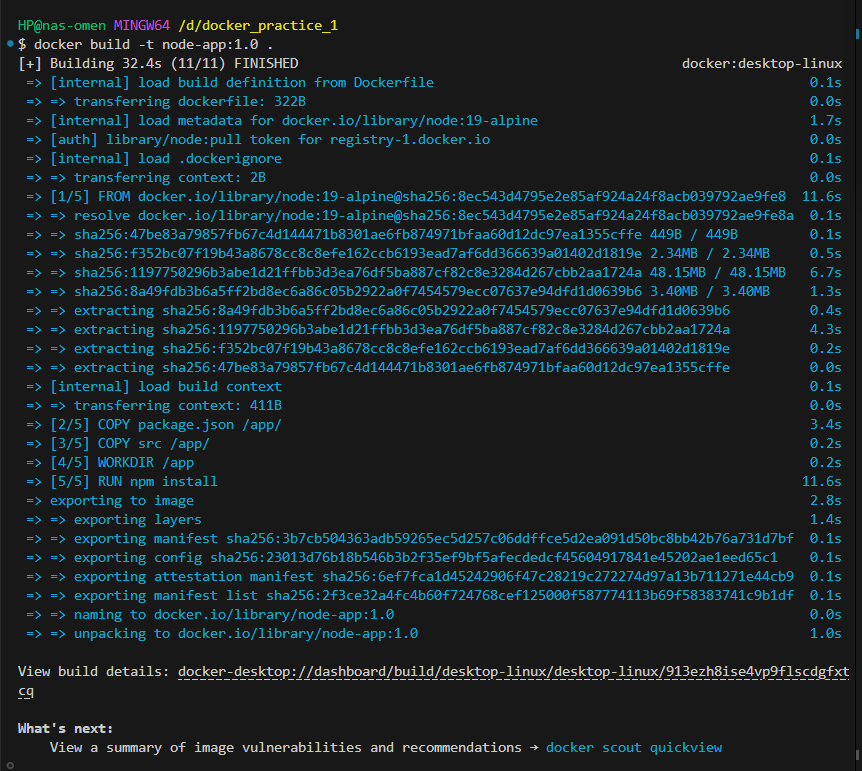 HP@nas-omen MINGW64 /d/docker_practice_1
$ docker build -t node-app:1.0 .
[+] Building 32.4s (11/11) FINISHED docker:desktop-linux
=> [internal] load build definition from Dockerfile 0.1s
=> => transferring dockerfile: 322B 0.0s
=> [internal] load metadata for docker.io/library/node:19-alpine 1.7s
=> [auth] library/node:pull token for registry-1.docker.io 0.0s
=> [internal] load .dockerignore 0.1s
=> => transferring context: 2B 0.0s
=> [1/5] FROM docker.io/library/node:19-alpine@sha256:8ec543d4795e2e85af924a24f8acb039792ae9fe8 11.6s
=> => resolve docker.io/library/node:19-alpine@sha256:8ec543d4795e2e85af924a24f8acb039792ae9fe8a 0.1s
=> => sha256:47be83a79857fb67c4d144471b8301ae6fb874971bfaa60d12dc97ea1355cffe 449B / 449B 0.1s
=> => sha256:f352bc07f19b43a8678cc8c8efe162ccb6193ead7af6dd366639a01402d1819e 2.34MB / 2.34MB 0.5s
=> => sha256:1197750296b3abe1d21ffbb3d3ea76df5ba887cf82c8e3284d267cbb2aa1724a 48.15MB / 48.15MB 6.7s
=> => sha256:8a49fdb3b6a5ff2bd8ec6a86c05b2922a0f7454579ecc07637e94dfd1d0639b6 3.40MB / 3.40MB 1.3s
=> => extracting sha256:8a49fdb3b6a5ff2bd8ec6a86c05b2922a0f7454579ecc07637e94dfd1d0639b6 0.4s
=> => extracting sha256:1197750296b3abe1d21ffbb3d3ea76df5ba887cf82c8e3284d267cbb2aa1724a 4.3s
=> => extracting sha256:f352bc07f19b43a8678cc8c8efe162ccb6193ead7af6dd366639a01402d1819e 0.2s
=> => extracting sha256:47be83a79857fb67c4d144471b8301ae6fb874971bfaa60d12dc97ea1355cffe 0.0s
=> [internal] load build context 0.1s
=> => transferring context: 411B 0.0s
=> [2/5] COPY package.json /app/ 3.4s
=> [3/5] COPY src /app/ 0.2s
=> [4/5] WORKDIR /app 0.2s
=> [5/5] RUN npm install 11.6s
=> exporting to image 2.8s
=> => exporting layers 1.4s
=> => exporting manifest sha256:3b7cb504363adb59265ec5d257c06ddffce5d2ea091d50bc8bb42b76a731d7bf 0.1s
=> => exporting config sha256:23013d76b18b546b3b2f35ef9bf5afecdedcf45604917841e45202ae1eed65c1 0.1s
=> => exporting attestation manifest sha256:6ef7fca1d45242906f47c28219c272274d97a13b711271e44cb9 0.1s
=> => exporting manifest list sha256:2f3ce32a4fc4b60f724768cef125000f587774113b69f58383741c9b1df 0.1s
=> => naming to docker.io/library/node-app:1.0 0.0s
=> => unpacking to docker.io/library/node-app:1.0 1.0s
View build details: docker-desktop://dashboard/build/desktop-linux/desktop-linux/913ezh8ise4vp9flscdgfxt
cq
What's next:
View a summary of image vulnerabilities and recommendations → docker scout quickview